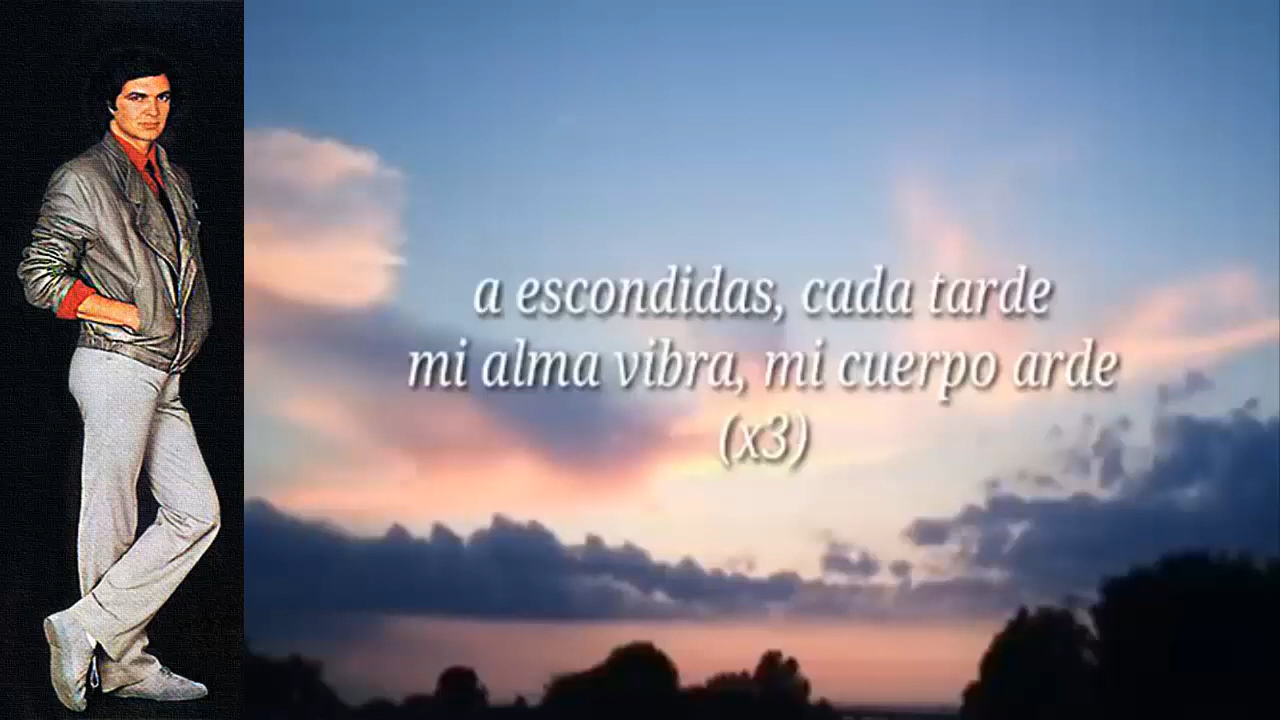 a escondidas, cada tarde
mi alma vibra, mi cuerpo arde
(x3)